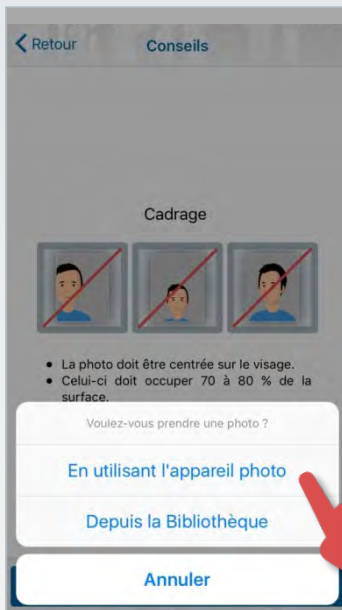 Retour
Conseils
Cadrage
• La photo doit être centrée sur le visage.
• Celui-ci doit occuper 70 à 80 % de la
surface.
Voulez-vous prendre une photo ?
En utilisant l'appareil photo
Depuis la Bibliothèque
Annuler